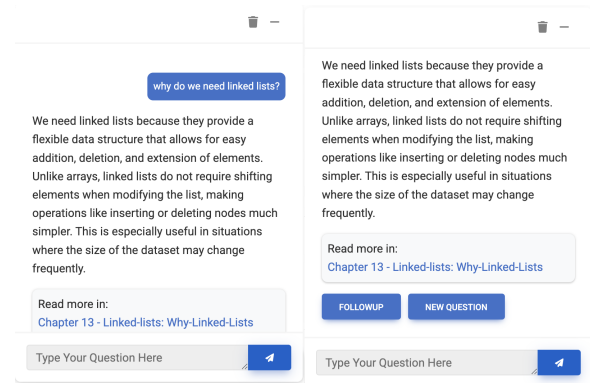 why do we need linked lists?
We need linked lists because they provide a
flexible data structure that allows for easy
addition, deletion, and extension of elements.
Unlike arrays, linked lists do not require shifting
elements when modifying the list, making
operations like inserting or deleting nodes much
simpler. This is especially useful in situations
where the size of the dataset may change
frequently.
Read more in:
Chapter 13 - Linked-lists: Why-Linked-Lists
Type Your Question Here
We need linked lists because they provide a
flexible data structure that allows for easy
addition, deletion, and extension of elements.
Unlike arrays, linked lists do not require shifting
elements when modifying the list, making
operations like inserting or deleting nodes much
simpler. This is especially useful in situations
where the size of the dataset may change
frequently.
Read more in:
Chapter 13 - Linked-lists: Why-Linked-Lists
FOLLOWUP
NEW QUESTION
Type Your Question Here